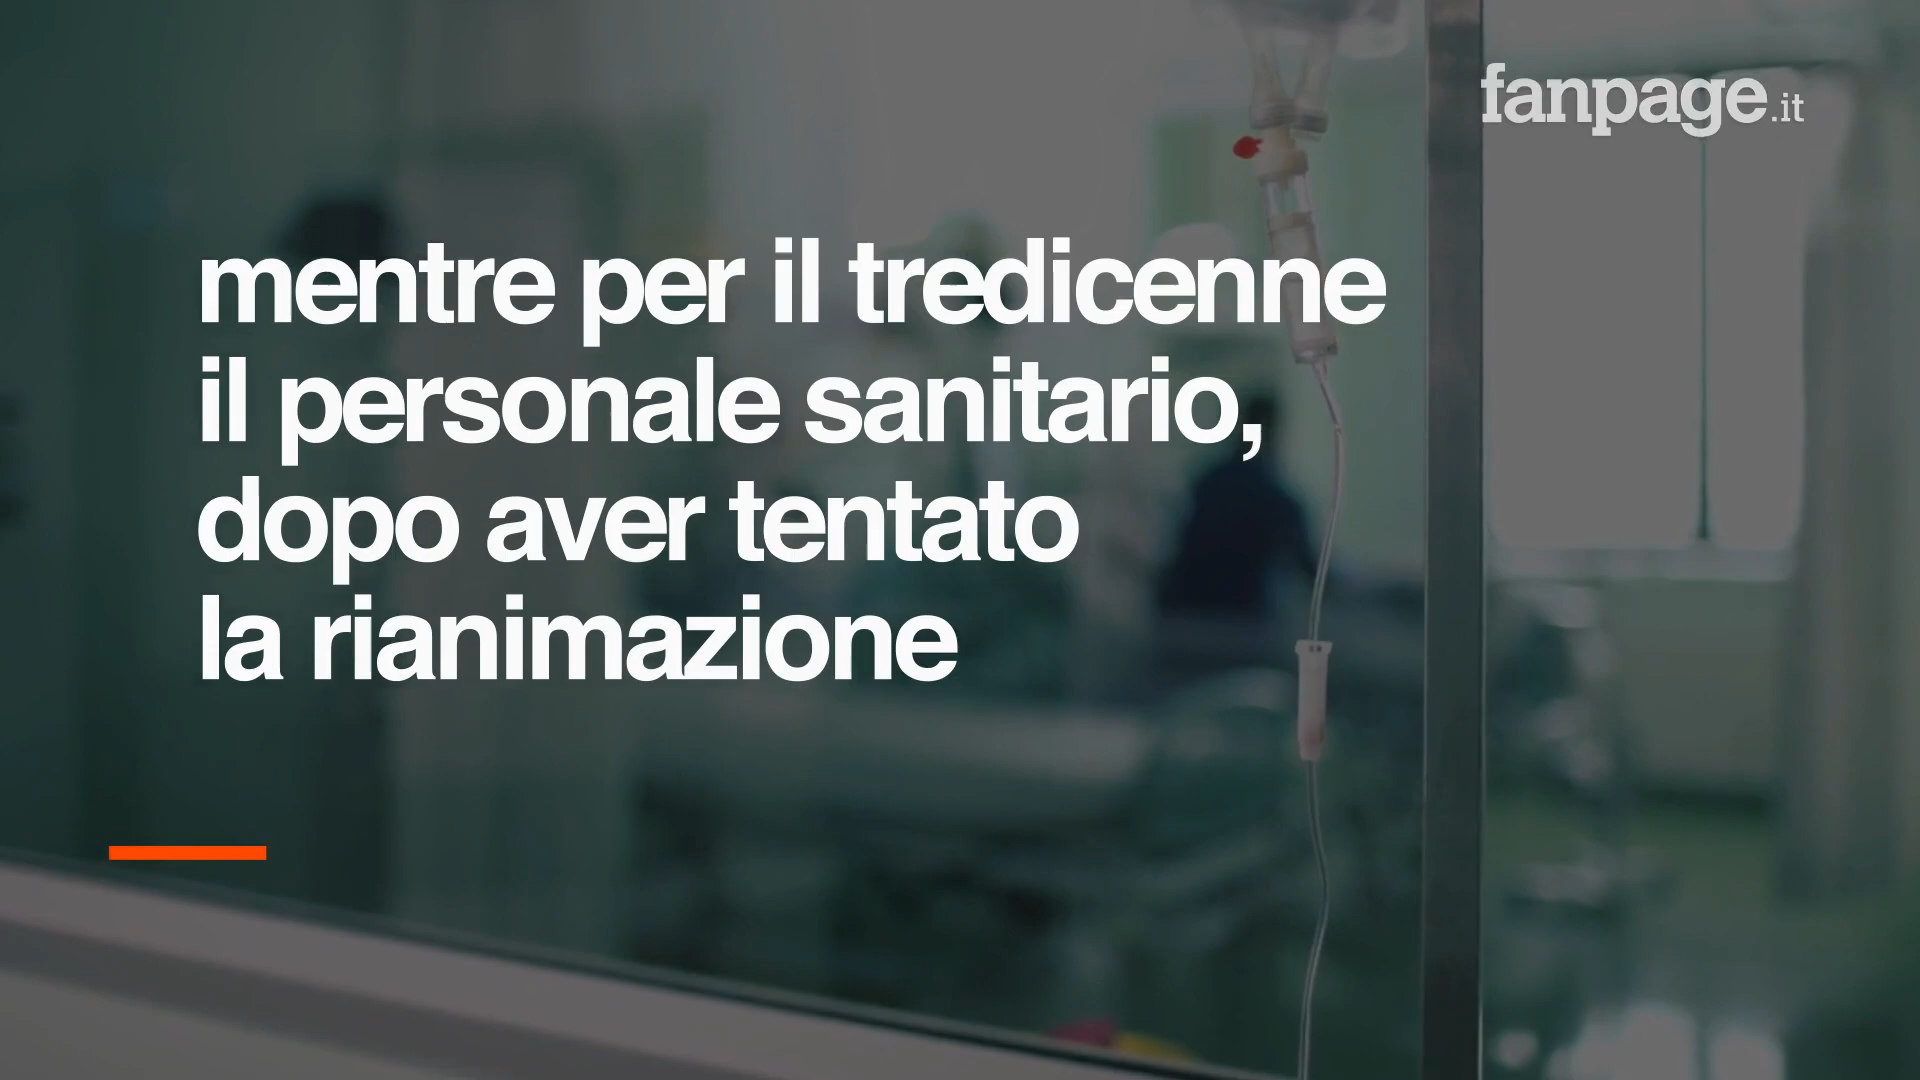 fanpage.it
mentre per il tredicenne
il personale sanitario,
dopo aver tentato
la rianimazione